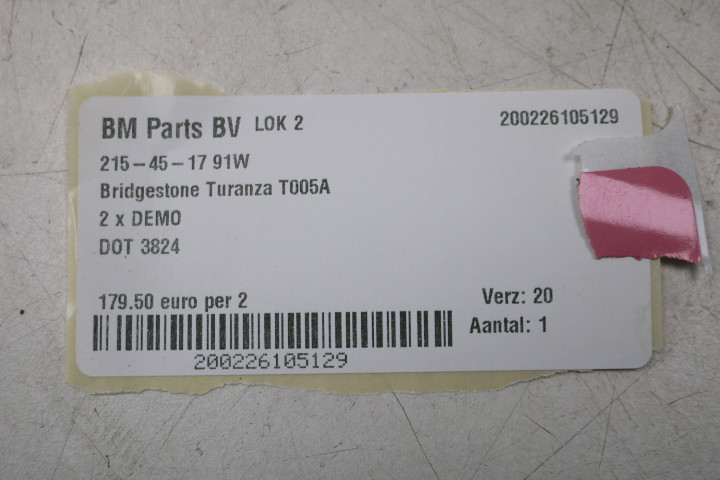 BM Parts BV LOK 2 200226105129
215-45-17 91W
Bridgestone Turanza T005A
2 x DEMO
DOT 3824
179.50 euro per 2 Verz: 20
Aantal: 1
200226105129